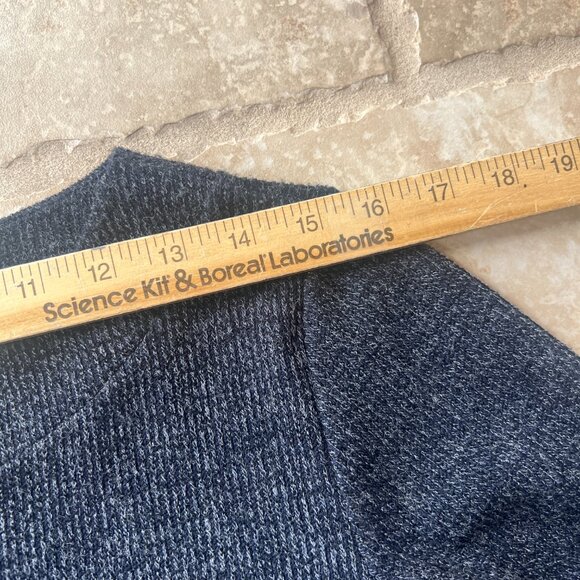 11 12 13 14 15 16 17 18 19
Science Kit & Boreal Laboratories